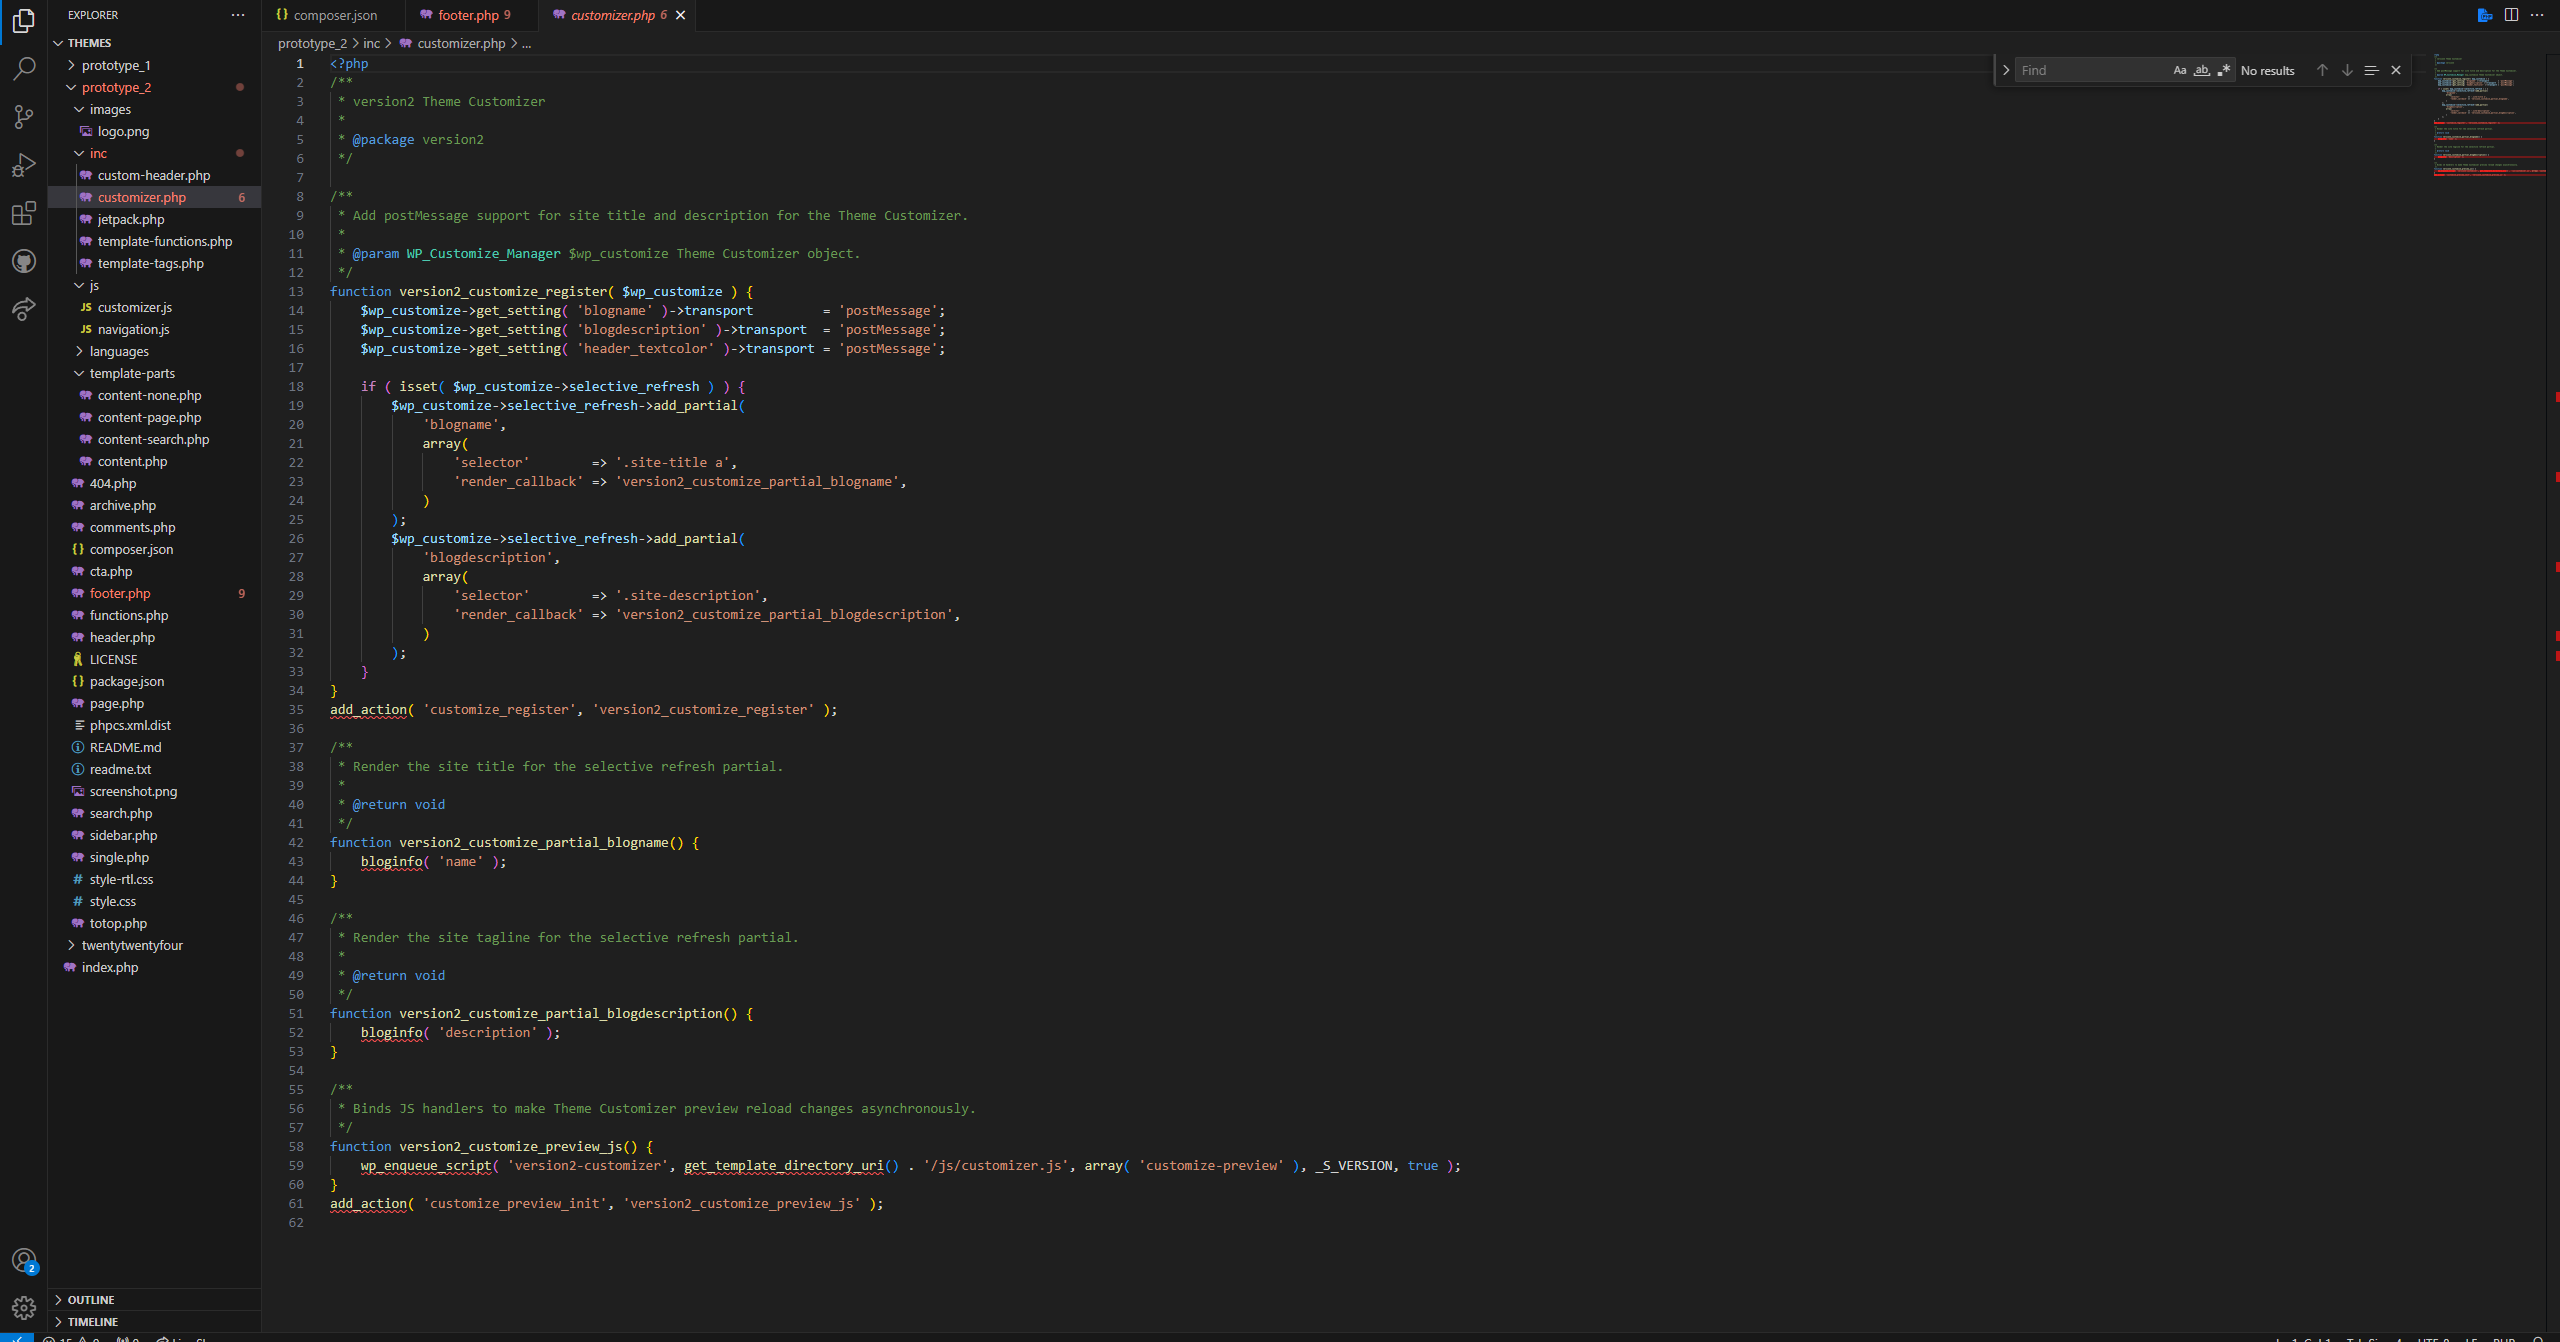 EXPLORER
THEMES
prototype_1
prototype_2
images
logo.png
inc
custom-header.php
customizer.php 6
jetpack.php
template-functions.php
template-tags.php
js
JS customizer.js
JS navigation.js
languages
template-parts
content-none.php
content-page.php
content-search.php
content.php
404.php
archive.php
comments.php
{} composer.json
cta.php
footer.php 9
functions.php
header.php
LICENSE
{} package.json
page.php
phpcs.xml.dist
README.md
readme.txt
screenshot.png
search.php
sidebar.php
single.php
# style-rtl.css
# style.css
totop.php
twentytwentyfour
index.php
2
OUTLINE
TIMELINE
{} composer.json
footer.php 9
customizer.php 6
prototype_2 > inc > customizer.php > ...
Find
Aa ab
No results
1 <?php
2 /**
3 * version2 Theme Customizer
4 *
5 * @package version2
6 */
7
8 /**
9 * Add postMessage support for site title and description for the Theme Customizer.
10 *
11 * @param WP_Customize_Manager $wp_customize Theme Customizer object.
12 */
13 function version2_customize_register( $wp_customize ) {
14 $wp_customize->get_setting( 'blogname' )->transport         = 'postMessage';
15 $wp_customize->get_setting( 'blogdescription' )->transport  = 'postMessage';
16 $wp_customize->get_setting( 'header_textcolor' )->transport = 'postMessage';
17
18 if ( isset( $wp_customize->selective_refresh ) ) {
19 $wp_customize->selective_refresh->add_partial(
20 'blogname',
21 array(
22 'selector'        => '.site-title a',
23 'render_callback' => 'version2_customize_partial_blogname',
24 )
25 );
26 $wp_customize->selective_refresh->add_partial(
27 'blogdescription',
28 array(
29 'selector'        => '.site-description',
30 'render_callback' => 'version2_customize_partial_blogdescription',
31 )
32 );
33 }
34 }
35 add_action( 'customize_register', 'version2_customize_register' );
36
37 /**
38 * Render the site title for the selective refresh partial.
39 *
40 * @return void
41 */
42 function version2_customize_partial_blogname() {
43 bloginfo( 'name' );
44 }
45
46 /**
47 * Render the site tagline for the selective refresh partial.
48 *
49 * @return void
50 */
51 function version2_customize_partial_blogdescription() {
52 bloginfo( 'description' );
53 }
54
55 /**
56 * Binds JS handlers to make Theme Customizer preview reload changes asynchronously.
57 */
58 function version2_customize_preview_js() {
59 wp_enqueue_script( 'version2-customizer', get_template_directory_uri() . '/js/customizer.js', array( 'customize-preview' ), _S_VERSION, true );
60 }
61 add_action( 'customize_preview_init', 'version2_customize_preview_js' );
62